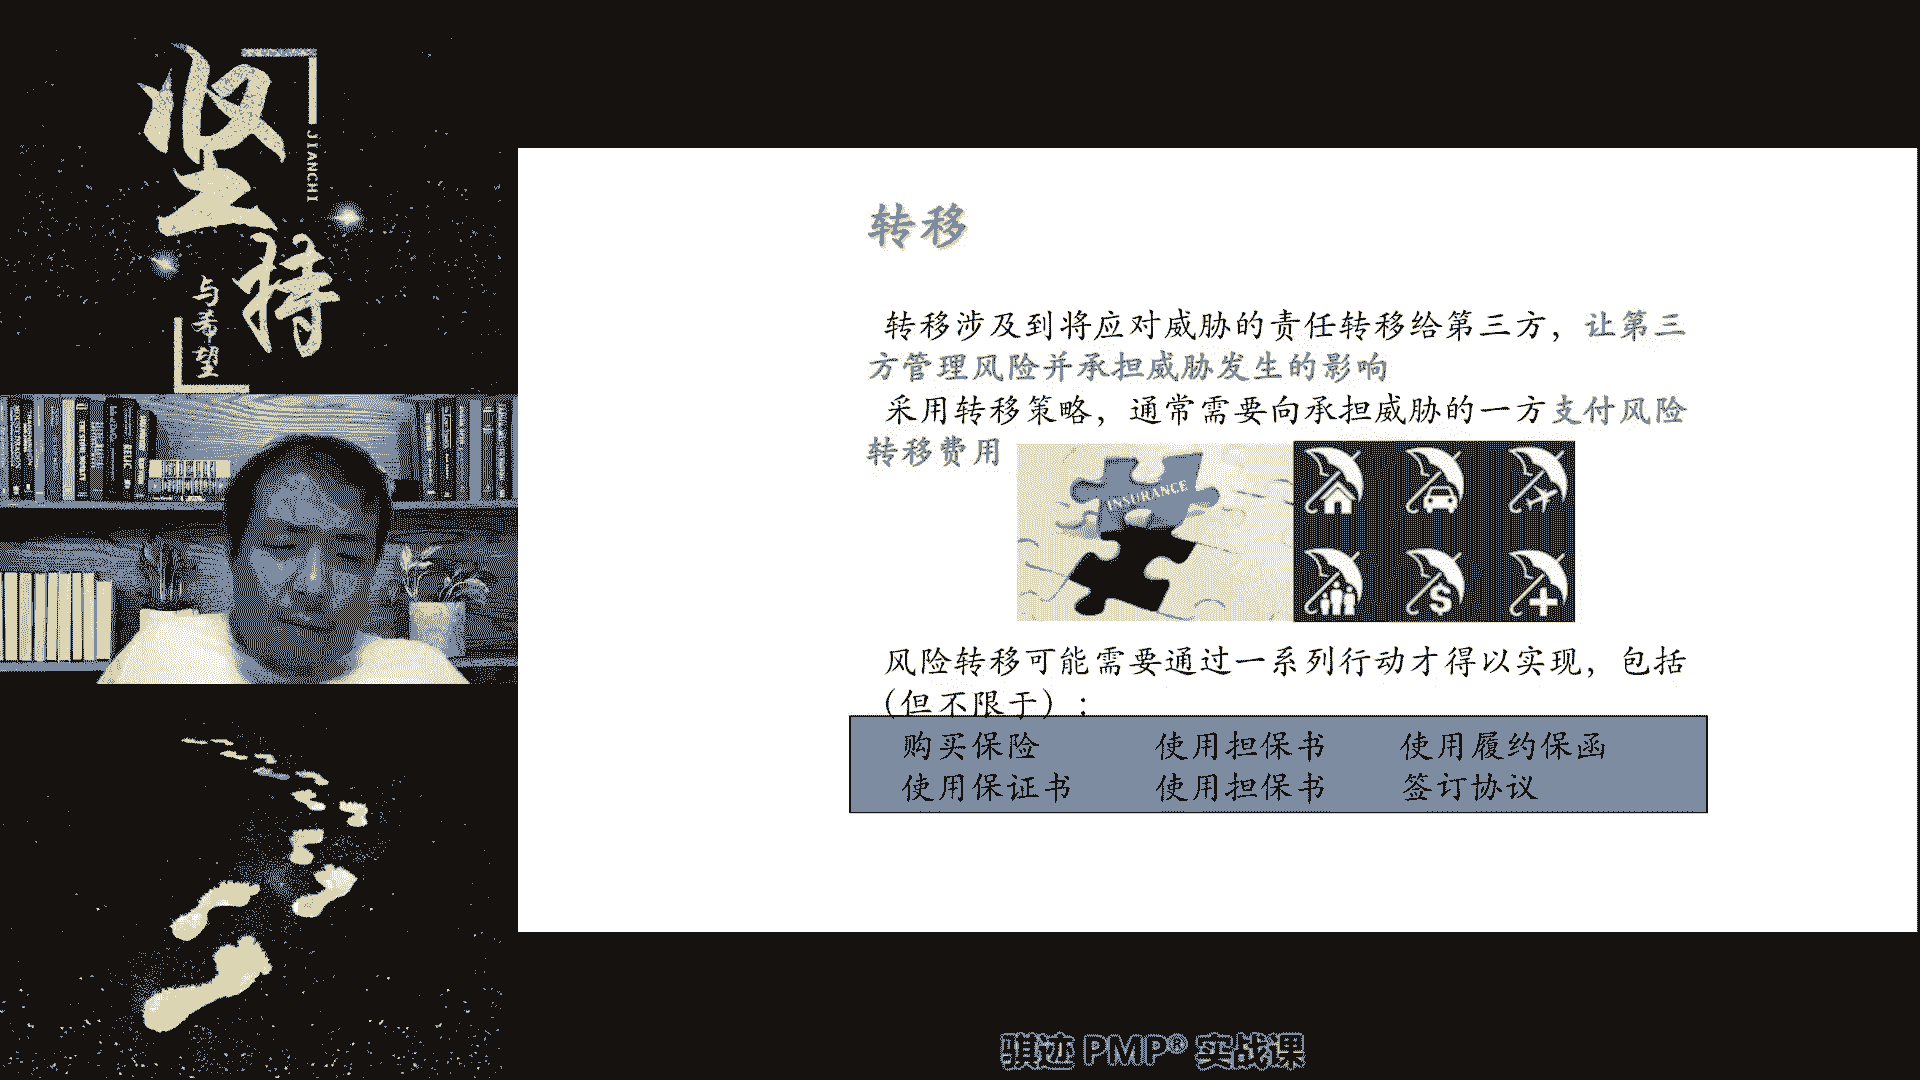 坚持
JIANCHI
与希望
转移
转移涉及到将应对威胁的责任转移给第三方，让第三
方管理风险并承担威胁发生的影响
采用转移策略，通常需要向承担威胁的一方支付风险
转移费用
INSURANCE
$
风险转移可能需要通过一系列行动才得以实现，包括
（但不限于）：
购买保险 使用担保书 使用履约保函
使用保证书 使用担保书 签订协议
骐迹 PMP® 实战课